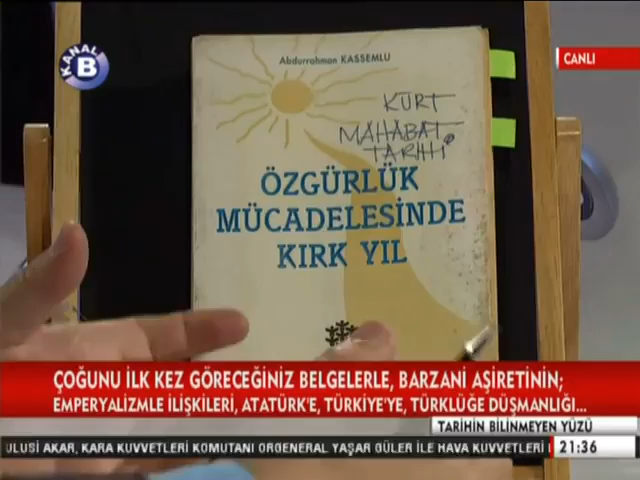 KANAL
B
CANLI
Abdurrahman KASSEMLU
KÜRT
MAHABAT
TARİHİ
ÖZGÜRLÜK
MÜCADELESİNDE
KIRK YIL
ÇOĞUNU İLK KEZ GÖRECEĞİNİZ BELGELERLE, BARZANİ AŞİRETİNİN;
EMPERYALİZMLE İLİŞKİLERİ, ATATÜRK'E, TÜRKİYE'YE, TÜRKLÜĞE DÜŞMANLIĞI...
TARİHİN BİLİNMEYEN YÜZÜ
ULUSİ AKAR, KARA KUVVETLERİ KOMUTANI ORGENERAL YAŞAR GÜLER İLE HAVA KUVVETLERİ
21:36